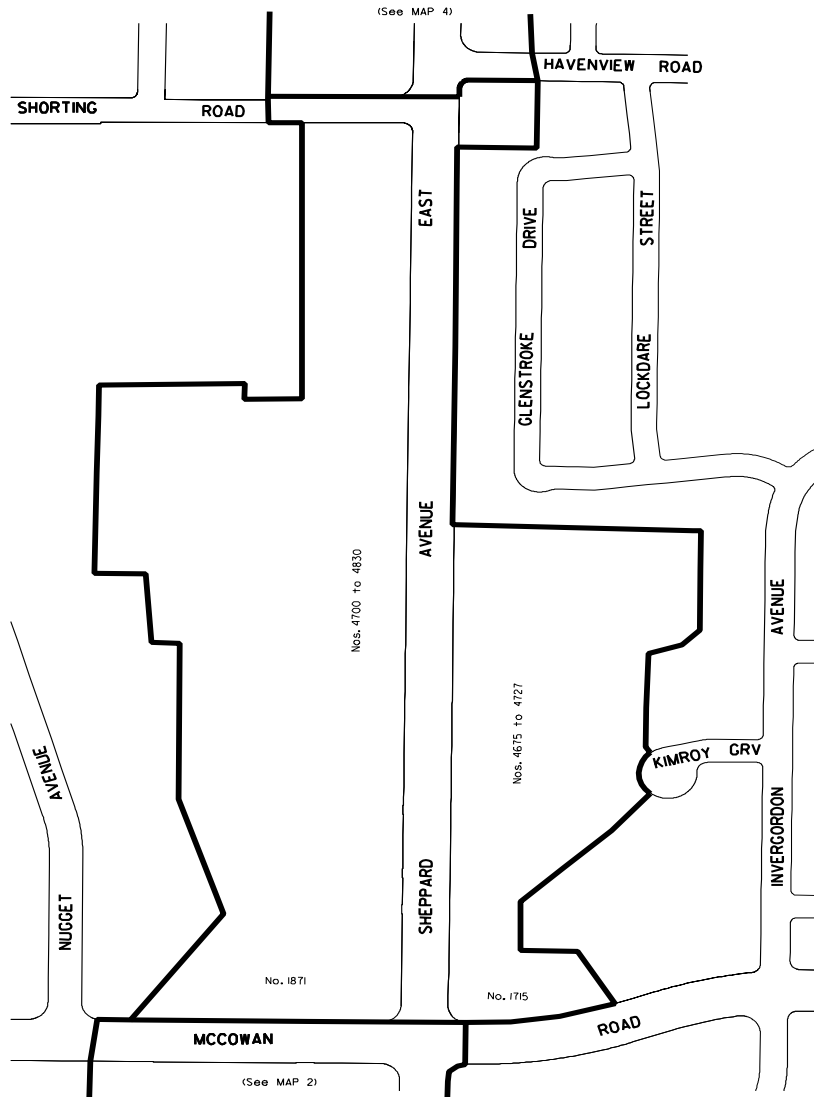 (See MAP 4)
HAVENVIEW ROAD
SHORTING ROAD
EAST
DRIVE
STREET
GLENSTROKE
LOCKDARE
AVENUE
Nos. 4700 to 4830
AVENUE
Nos. 4675 to 4727
KIMROY GRV
AVENUE
INVERGORDON
SHEPPARD
NUGGET
No. 1871
No. 1715
ROAD
MCCOWAN
(See MAP 2)